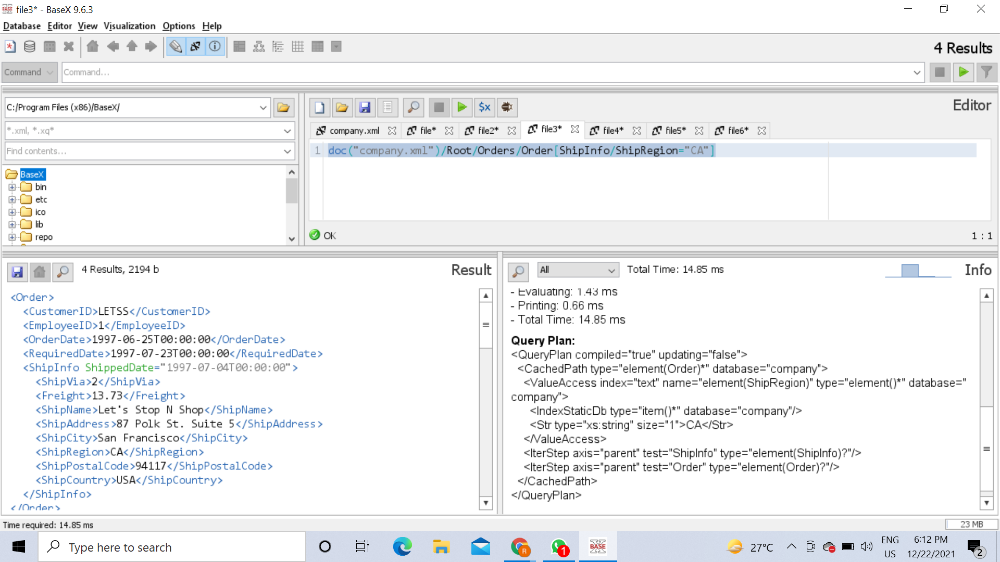 file3* - BaseX 9.6.3
Database Editor View Visualization Options Help
4 Results
Command
Command...
C:/Program Files (x86)/BaseX/
*.xml, *.xq*
Find contents...
BaseX
bin
etc
ico
lib
repo
Editor
$x
company.xml file* file2* file3* file4* file5* file6*
1 doc("company.xml")/Root/Orders/Order[ShipInfo/ShipRegion="CA"]
OK
1 : 1
4 Results, 2194 b
Result
<Order>
<CustomerID>LETSS</CustomerID>
<EmployeeID>1</EmployeeID>
<OrderDate>1997-06-25T00:00:00</OrderDate>
<RequiredDate>1997-07-23T00:00:00</RequiredDate>
<ShipInfo ShippedDate="1997-07-04T00:00:00">
<ShipVia>2</ShipVia>
<Freight>13.73</Freight>
<ShipName>Let's Stop N Shop</ShipName>
<ShipAddress>87 Polk St. Suite 5</ShipAddress>
<ShipCity>San Francisco</ShipCity>
<ShipRegion>CA</ShipRegion>
<ShipPostalCode>94117</ShipPostalCode>
<ShipCountry>USA</ShipCountry>
</ShipInfo>
</Order>
All
Total Time: 14.85 ms
Info
- Evaluating: 1.43 ms
- Printing: 0.66 ms
- Total Time: 14.85 ms
Query Plan:
<QueryPlan compiled="true" updating="false">
<CachedPath type="element(Order)*" database="company">
<ValueAccess index="text" name="element(ShipRegion)" type="element()*" database="
company">
<IndexStaticDb type="item()*" database="company"/>
<Str type="xs:string" size="1">CA</Str>
</ValueAccess>
<IterStep axis="parent" test="ShipInfo" type="element(ShipInfo)?"/>
<IterStep axis="parent" test="Order" type="element(Order)?"/>
</CachedPath>
</QueryPlan>
Time required: 14.85 ms
23 MB
Type here to search
R
1
BASE
27°C
ENG
US
6:12 PM
12/22/2021
2